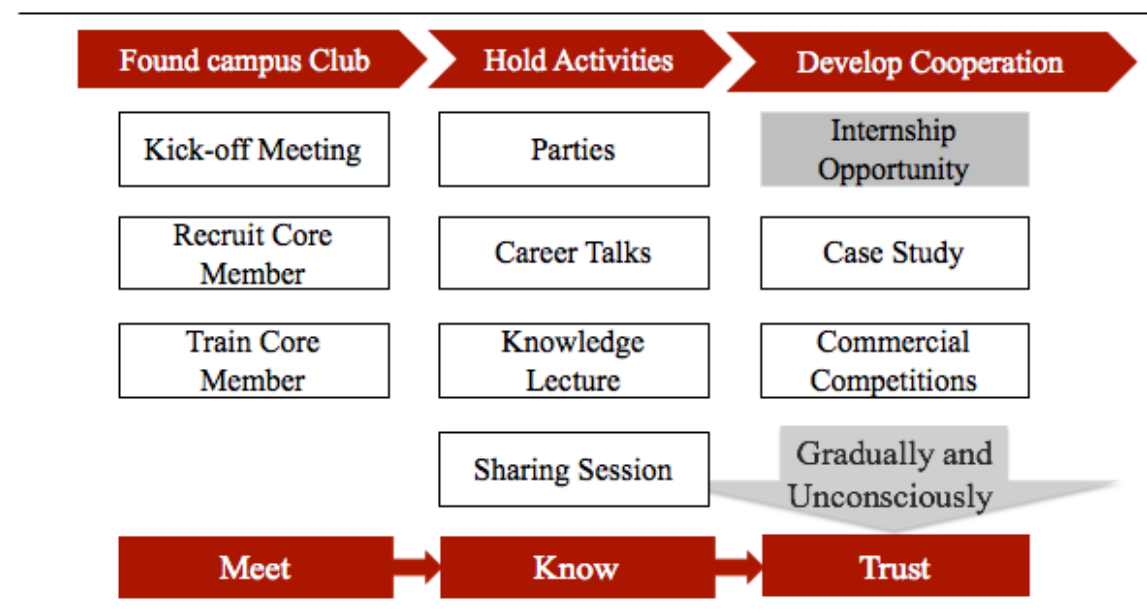 Found campus Club
Hold Activities
Develop Cooperation
Kick-off Meeting
Parties
Internship
Opportunity
Recruit Core
Member
Career Talks
Case Study
Train Core
Member
Knowledge
Lecture
Commercial
Competitions
Sharing Session
Gradually and
Unconsciously
Meet
Know
Trust